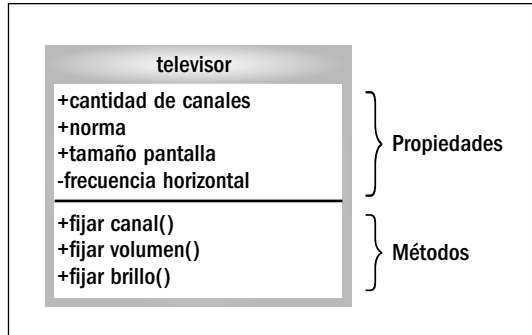 televisor
+cantidad de canales
+norma
+tamaño pantalla
-frecuencia horizontal
Propiedades
+fijar canal()
+fijar volumen()
+fijar brillo()
Métodos